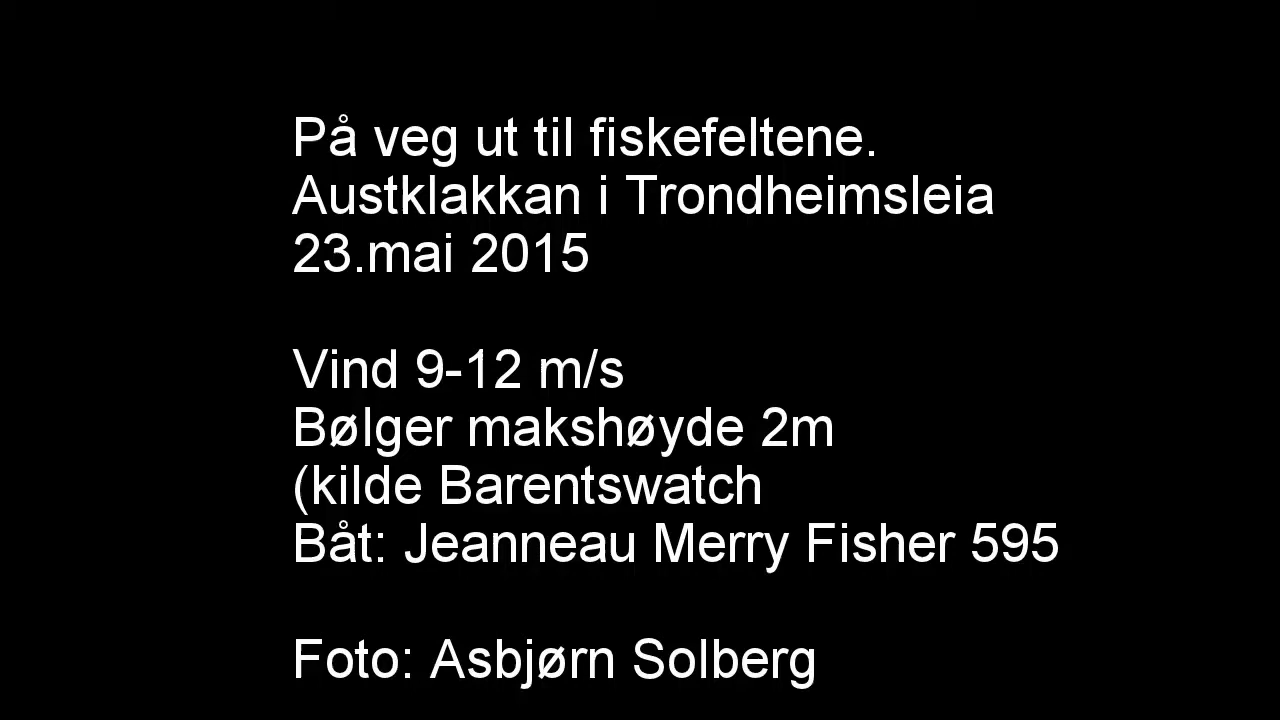 På veg ut til fiskefeltene.
Austklakkan i Trondheimsleia
23.mai 2015
Vind 9-12 m/s
Bølger makshøyde 2m
(kilde Barentswatch
Båt: Jeanneau Merry Fisher 595
Foto: Asbjørn Solberg